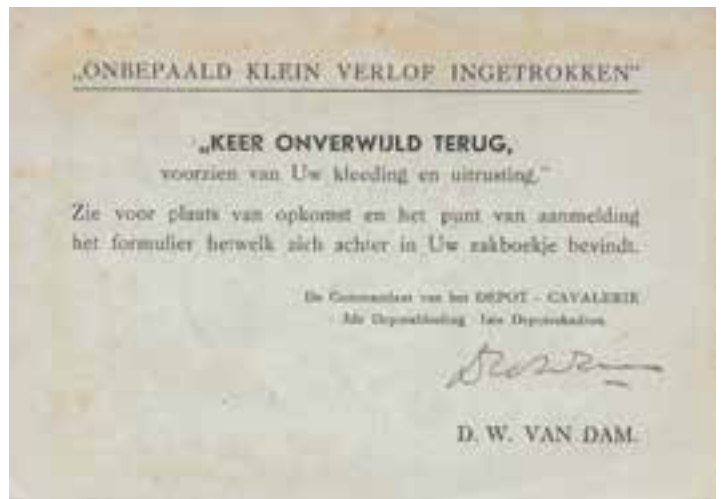 „ONBEPAALD KLEIN VERLOF INGETROKKEN"
„KEER ONVERWIJLD TERUG,
voorzien van Uw kleeding en uitrusting."
Zie voor plaats van opkomst en het punt van aanmelding
het formulier hetwelk zich achter in Uw zakboekje bevindt.
De Commandant van het DEPOT - CAVALERIE
D. W. VAN DAM.